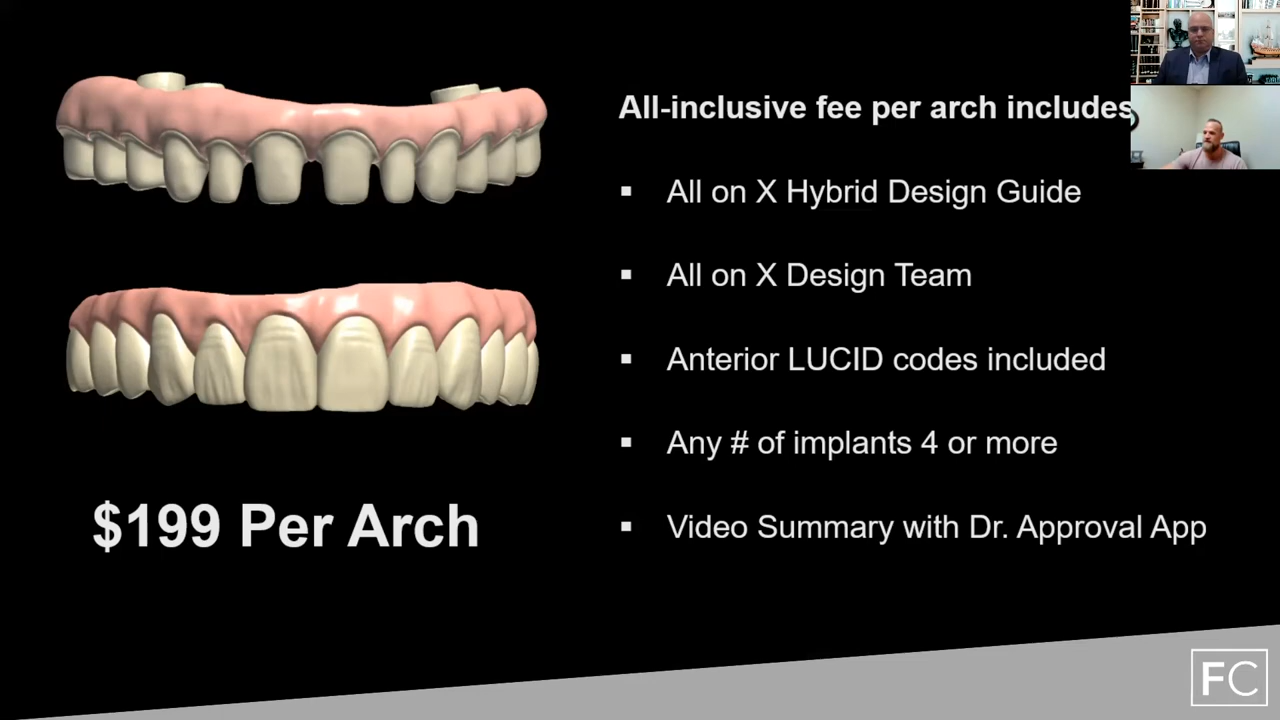 All-inclusive fee per arch includes
All on X Hybrid Design Guide
All on X Design Team
Anterior LUCID codes included
Any # of implants 4 or more
Video Summary with Dr. Approval App
$199 Per Arch
FC